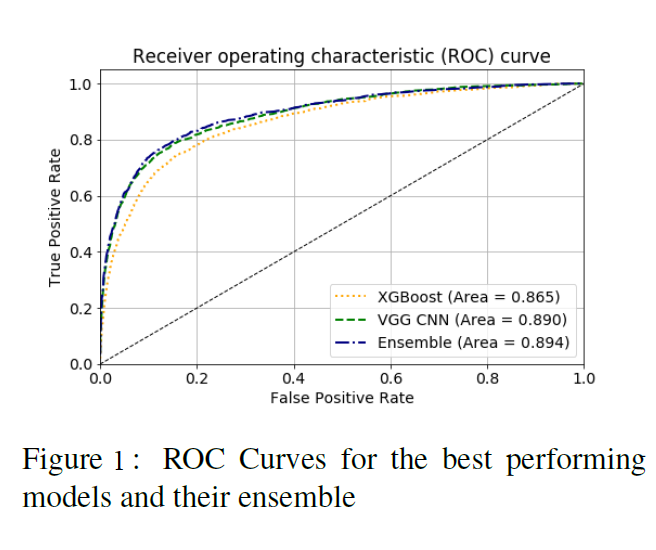 Receiver operating characteristic (ROC) curve
1.0
0.8
0.6
0.4
0.2
0.0
True Positive Rate
XGBoost (Area = 0.865)
VGG CNN (Area = 0.890)
Ensemble (Area = 0.894)
0.0 0.2 0.4 0.6 0.8 1.0
False Positive Rate
Figure 1: ROC Curves for the best performing
models and their ensemble